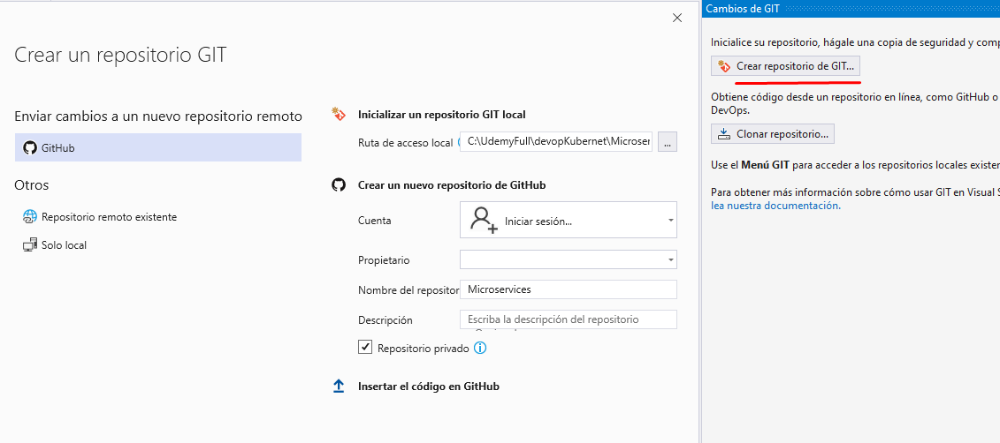 Crear un repositorio GIT
Enviar cambios a un nuevo repositorio remoto
GitHub
Otros
Repositorio remoto existente
Solo local
Inicializar un repositorio GIT local
Ruta de acceso local
C:\UdemyFull\devopKubernet\Microser
...
Crear un nuevo repositorio de GitHub
Cuenta
Iniciar sesión...
Propietario
Nombre del repositor
Microservices
Descripción
Escriba la descripción del repositorio
Repositorio privado
Insertar el código en GitHub
Cambios de GIT
Inicialice su repositorio, hágale una copia de seguridad y comp
Crear repositorio de GIT...
Obtiene código desde un repositorio en línea, como GitHub o
DevOps.
Clonar repositorio...
Use el Menú GIT para acceder a los repositorios locales existen
Para obtener más información sobre cómo usar GIT en Visual S
lea nuestra documentación.